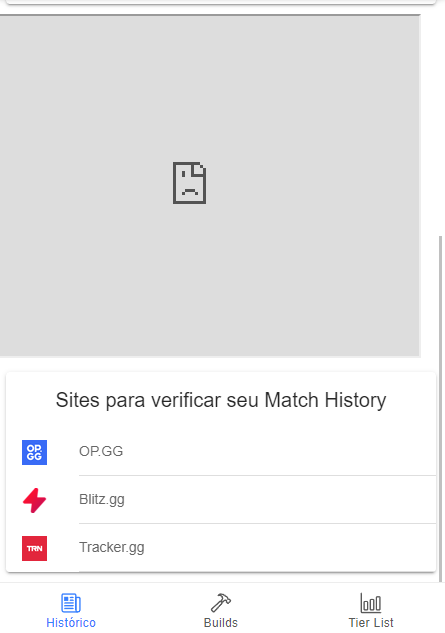 Sites para verificar seu Match History
OP.GG
OP.GG
Blitz.gg
TRN
Tracker.gg
Histórico
Builds
Tier List